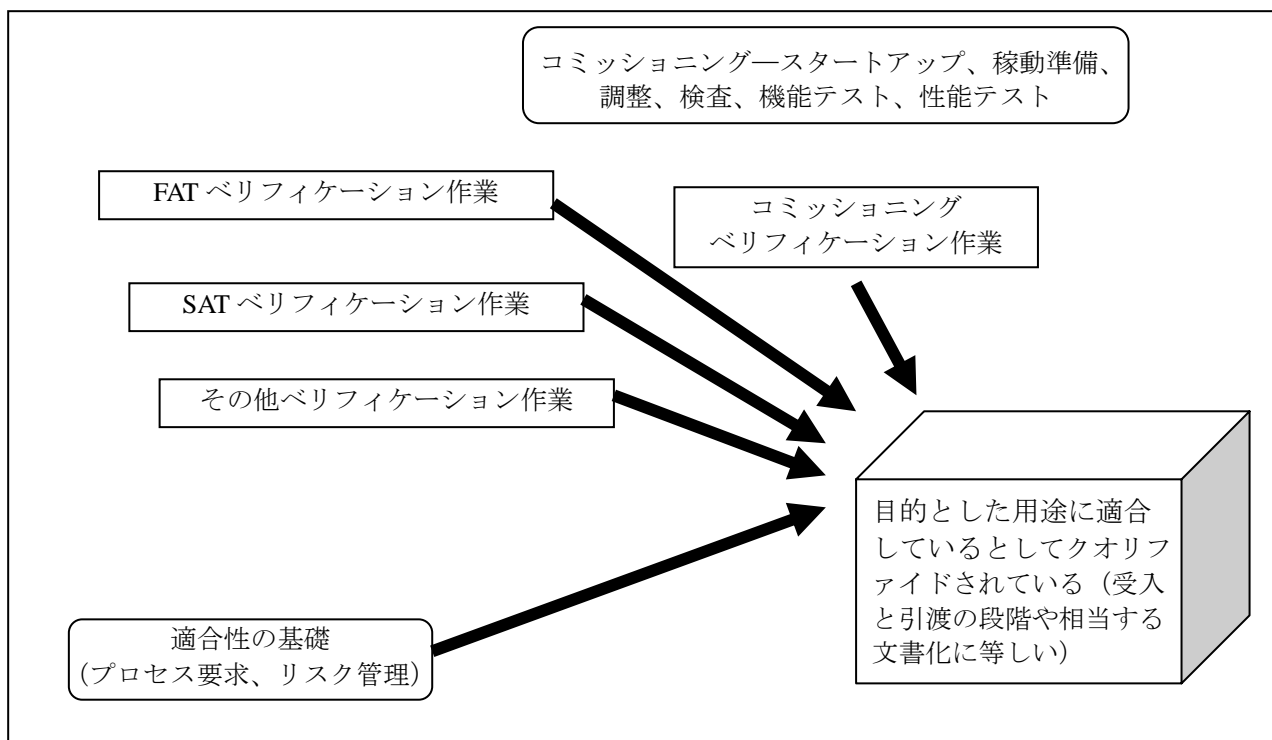 コミッショニング―スタートアップ、稼動準備、
調整、検査、機能テスト、性能テスト
FAT ベリフィケーション作業
コミッショニング
ベリフィケーション作業
SAT ベリフィケーション作業
その他ベリフィケーション作業
目的とした用途に適合
しているとしてクオリフ
ァイドされている（受入
と引渡の段階や相当する
文書化に等しい）
適合性の基礎
（プロセス要求、リスク管理）